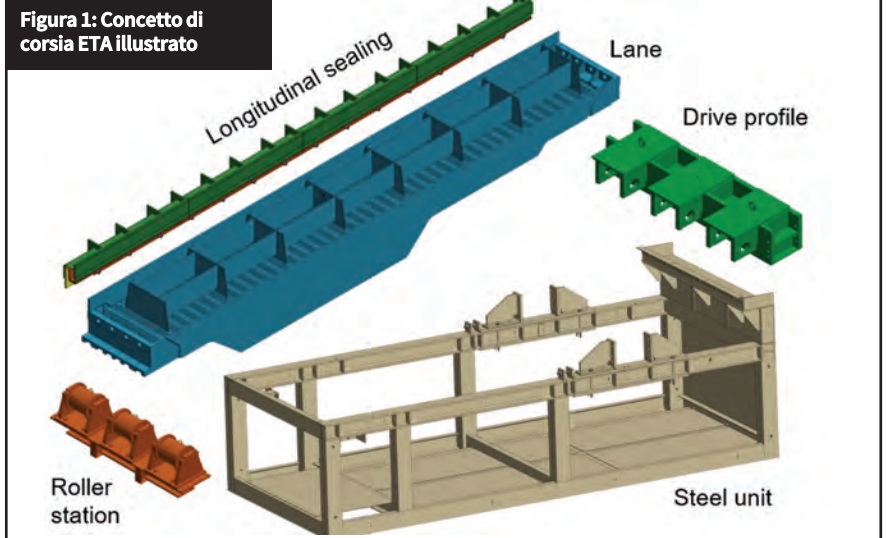 Figura 1: Concetto di
corsia ETA illustrato
Longitudinal sealing
Lane
Drive profile
Roller
station
Steel unit